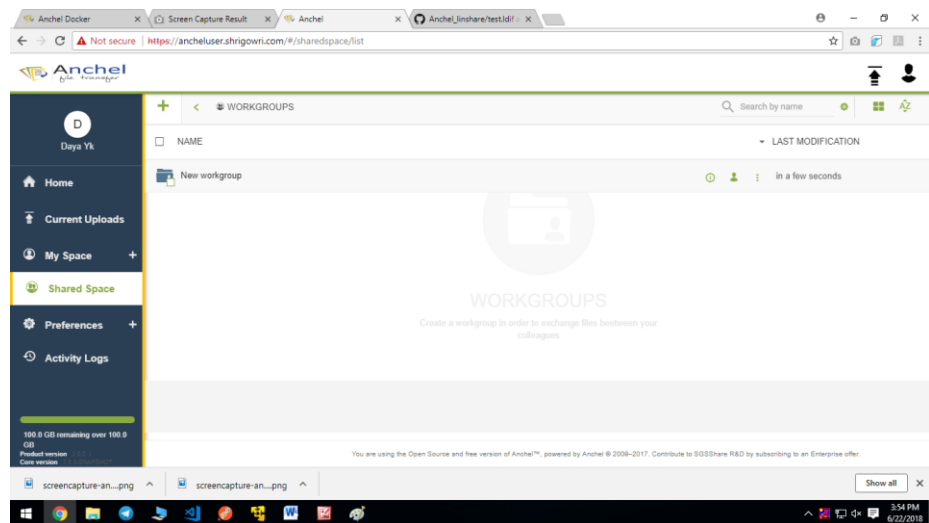 Anchel Docker
Screen Capture Result
Anchel
Anchel_linshare/test.ldif
Not secure
https://ancheluser.shrigowri.com/#/sharedspace/list
Anchel
file transfer
D
Daya Yk
Home
Current Uploads
My Space +
Shared Space
Preferences +
Activity Logs
100.0 GB remaining over 100.0
GB
Product version
Core version
+ < WORKGROUPS
Search by name
NAME
LAST MODIFICATION
New workgroup
in a few seconds
WORKGROUPS
Create a workgroup in order to exchange files beetween your
colleagues
You are using the Open Source and free version of Anchel™, powered by Anchel © 2009–2017. Contribute to SGSShare R&D by subscribing to an Enterprise offer.
screencapture-an....png
screencapture-an....png
Show all
3:54 PM
6/22/2018